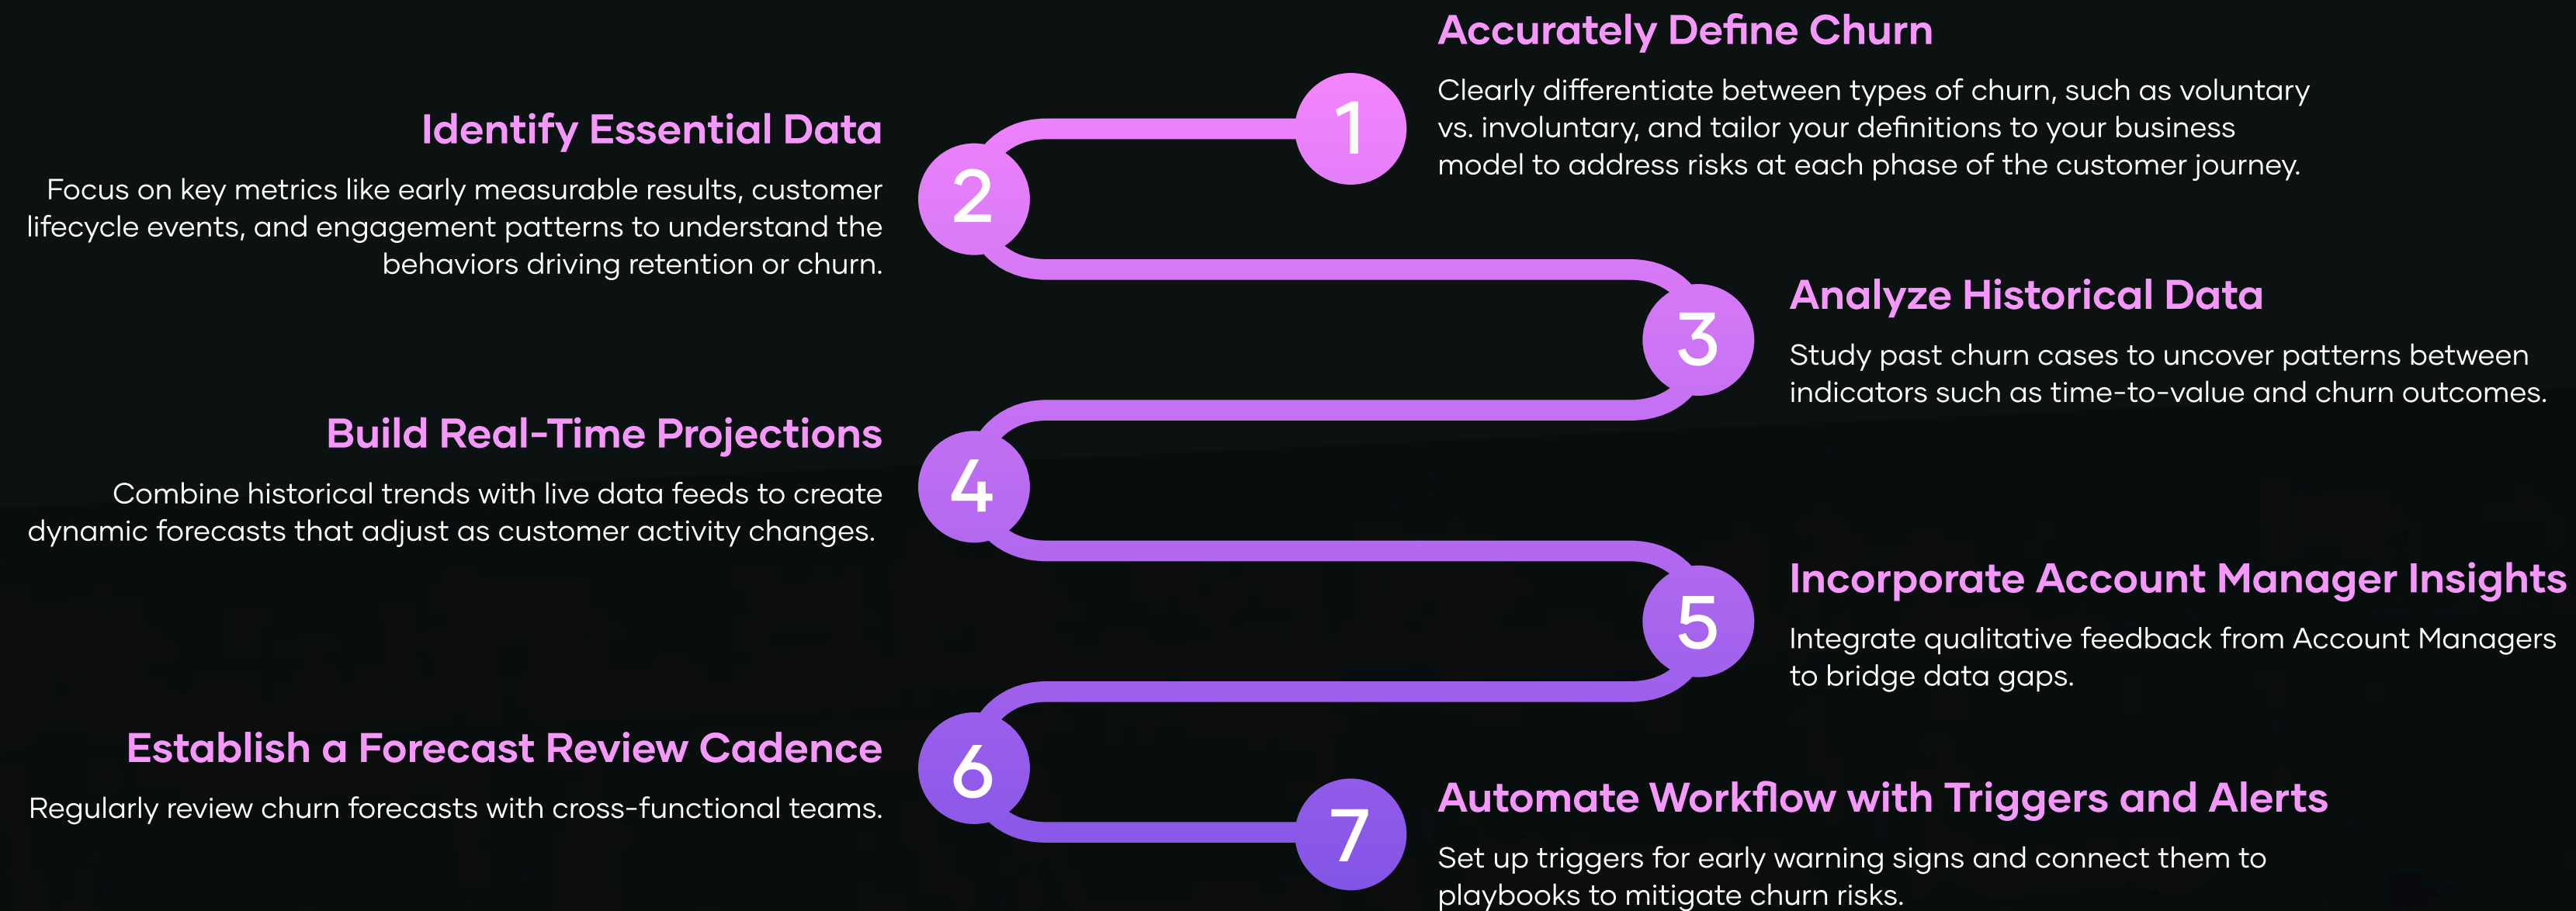 1
Accurately Define Churn
Clearly differentiate between types of churn, such as voluntary
vs. involuntary, and tailor your definitions to your business
model to address risks at each phase of the customer journey.
2
Identify Essential Data
Focus on key metrics like early measurable results, customer
lifecycle events, and engagement patterns to understand the
behaviors driving retention or churn.
3
Analyze Historical Data
Study past churn cases to uncover patterns between
indicators such as time-to-value and churn outcomes.
4
Build Real-Time Projections
Combine historical trends with live data feeds to create
dynamic forecasts that adjust as customer activity changes.
5
Incorporate Account Manager Insights
Integrate qualitative feedback from Account Managers
to bridge data gaps.
6
Establish a Forecast Review Cadence
Regularly review churn forecasts with cross-functional teams.
7
Automate Workflow with Triggers and Alerts
Set up triggers for early warning signs and connect them to
playbooks to mitigate churn risks.